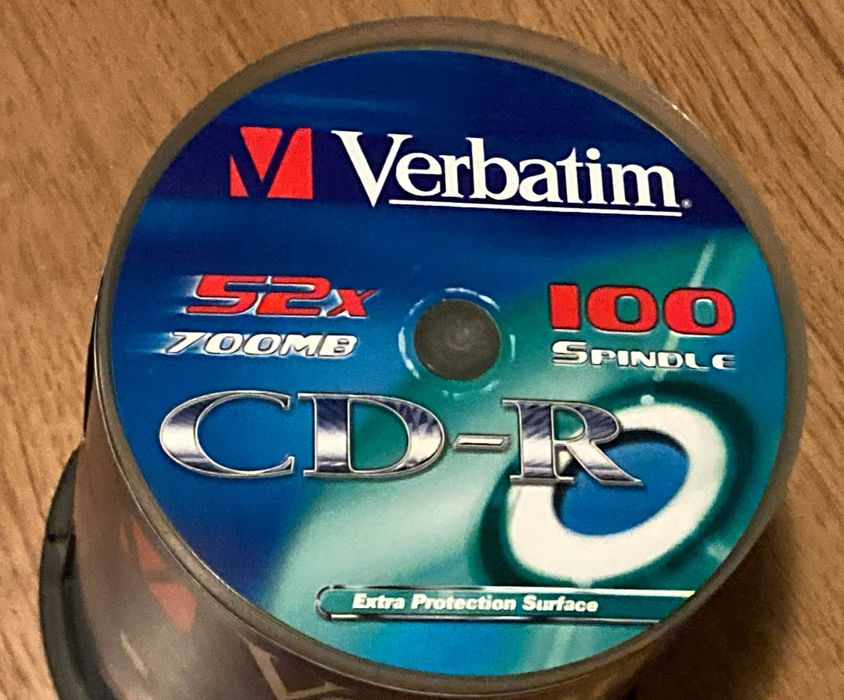 Verbatim
52x
700MB
100
SPINDLE
CD-R
Extra Protection Surface